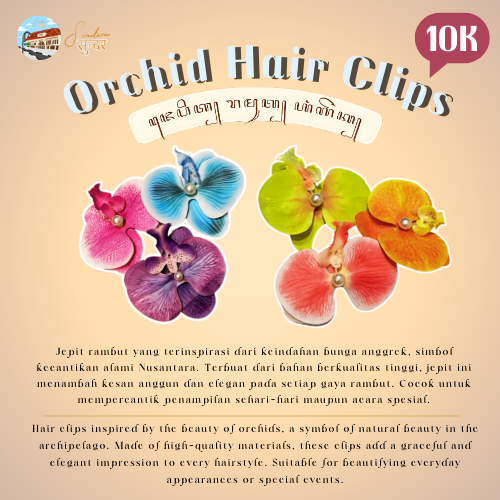 Sundara
सुन्दर
10K
Orchid Hair Clips
Jepit rambut yang terinspirasi dari keindahan bunga anggrek, simbol
kecantikan alami Nusantara. Terbuat dari bahan berkualitas tinggi, jepit ini
menambah kesan anggun dan elegan pada setiap gaya rambut. Cocok untuk
mempercantik penampilan sehari-hari maupun acara spesial.
Hair clips inspired by the beauty of orchids, a symbol of natural beauty in the
archipelago. Made of high-quality materials, these clips add a graceful and
elegant impression to every hairstyle. Suitable for beautifying everyday
appearances or special events.